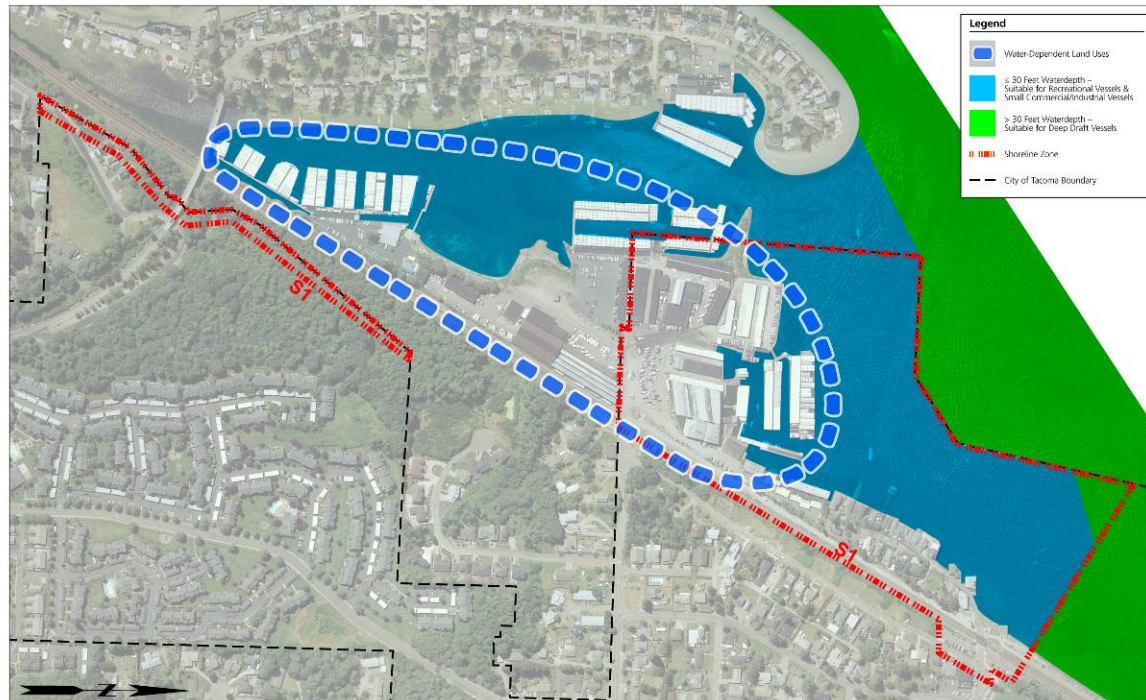 Legend
Water-Dependent Land Uses
≤ 30 Feet Waterdepth –
Suitable for Recreational Vessels &
Small Commercial/Industrial Vessels
> 30 Feet Waterdepth –
Suitable for Deep Draft Vessels
Shoreline Zone
City of Tacoma Boundary
S1
S1
N